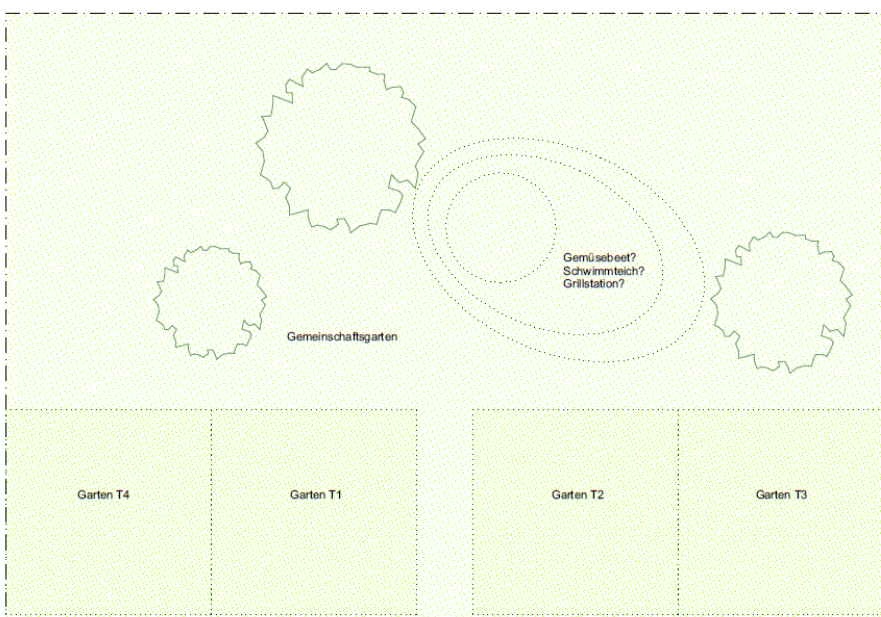 Gemüsebeet?
Schwimmteich?
Grillstation?
Gemeinschaftsgarten
Garten T4
Garten T1
Garten T2
Garten T3